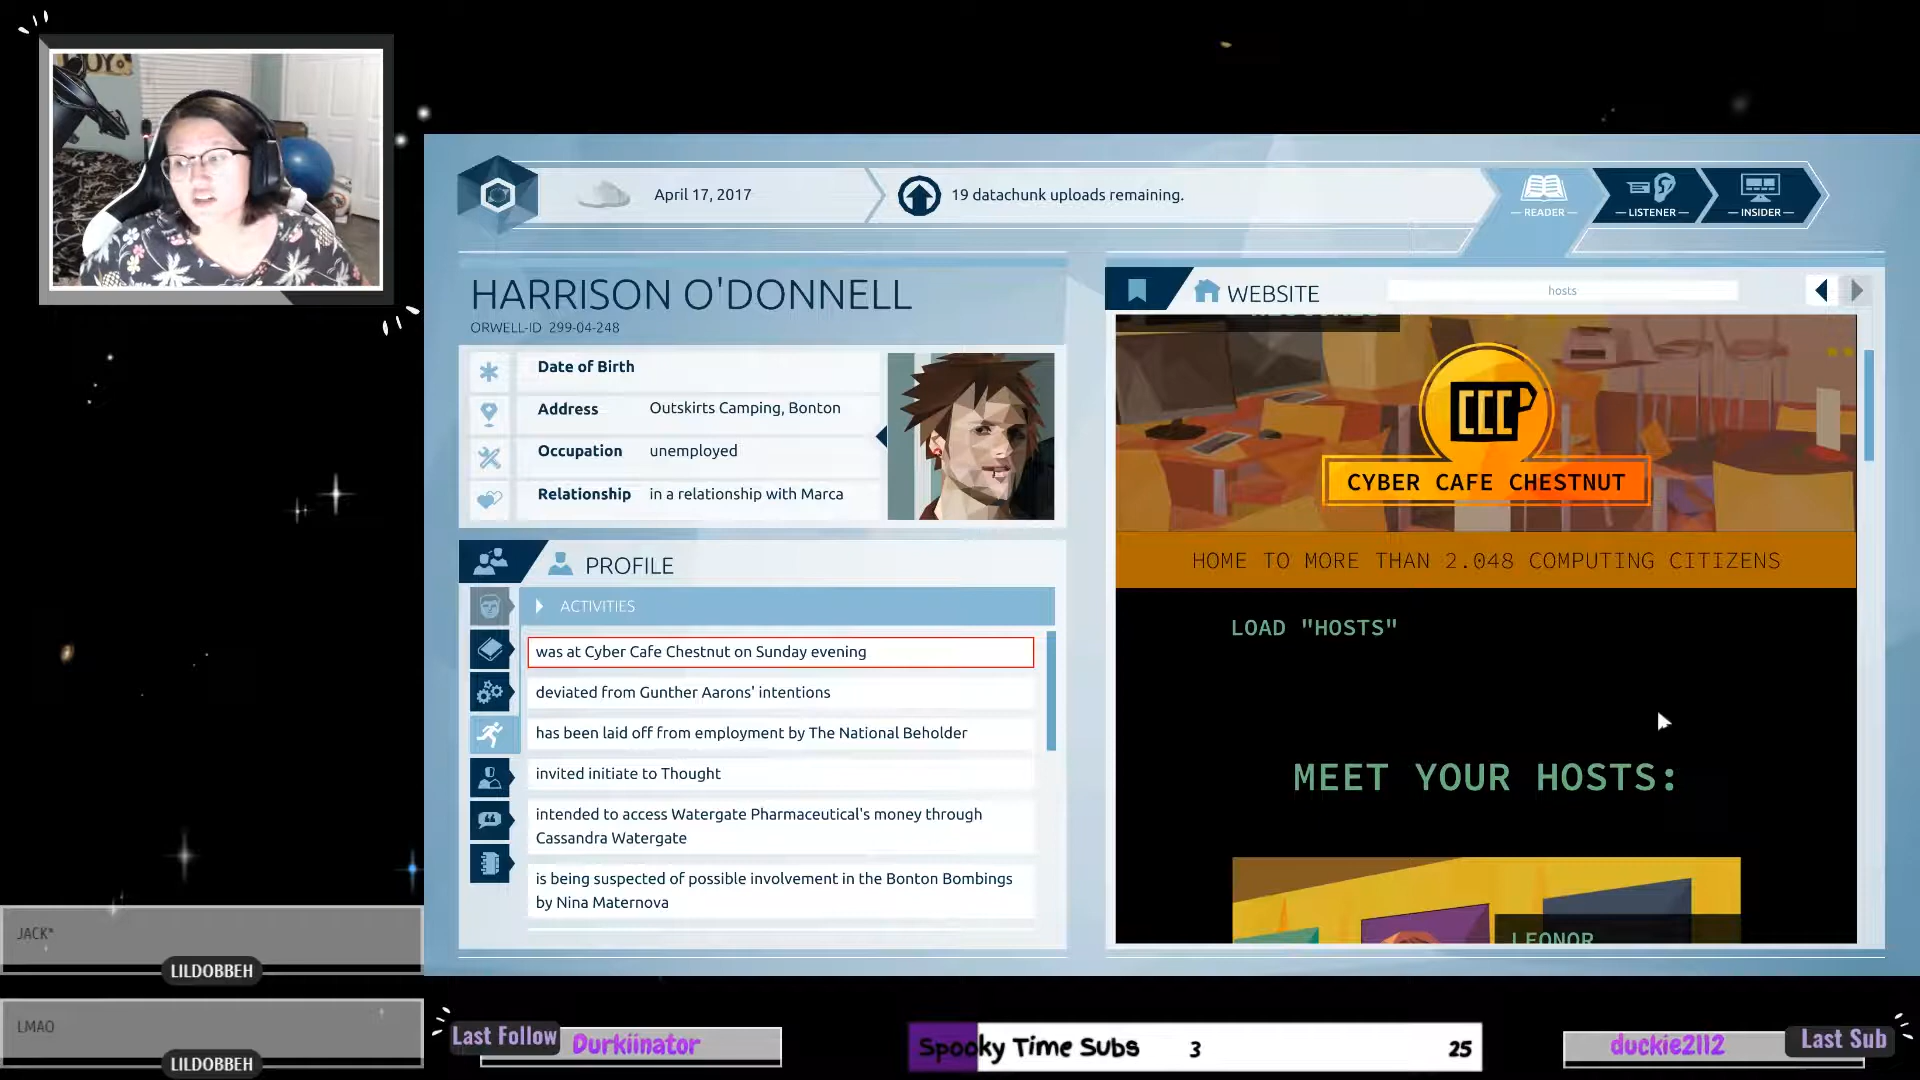 April 17, 2017
19 datachunk uploads remaining.
READER
LISTENER
INSIDER
HARRISON O'DONNELL
ORWELL-ID 299-04-248
Date of Birth
Address Outskirts Camping, Bonton
Occupation unemployed
Relationship in a relationship with Marca
PROFILE
ACTIVITIES
was at Cyber Cafe Chestnut on Sunday evening
deviated from Gunther Aarons' intentions
has been laid off from employment by The National Beholder
invited initiate to Thought
intended to access Watergate Pharmaceutical's money through
Cassandra Watergate
is being suspected of possible involvement in the Bonton Bombings
by Nina Maternova
WEBSITE
hosts
CCC
CYBER CAFE CHESTNUT
HOME TO MORE THAN 2.048 COMPUTING CITIZENS
LOAD "HOSTS"
MEET YOUR HOSTS:
LEONOR
JACK*
LILDOBBEH
LMAO
LILDOBBEH
Last Follow
Durkiinator
Spooky Time Subs 3 25
duckie2112
Last Sub